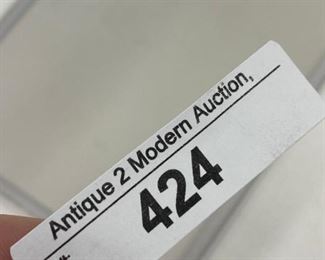 Antique 2 Modern Auction,
424